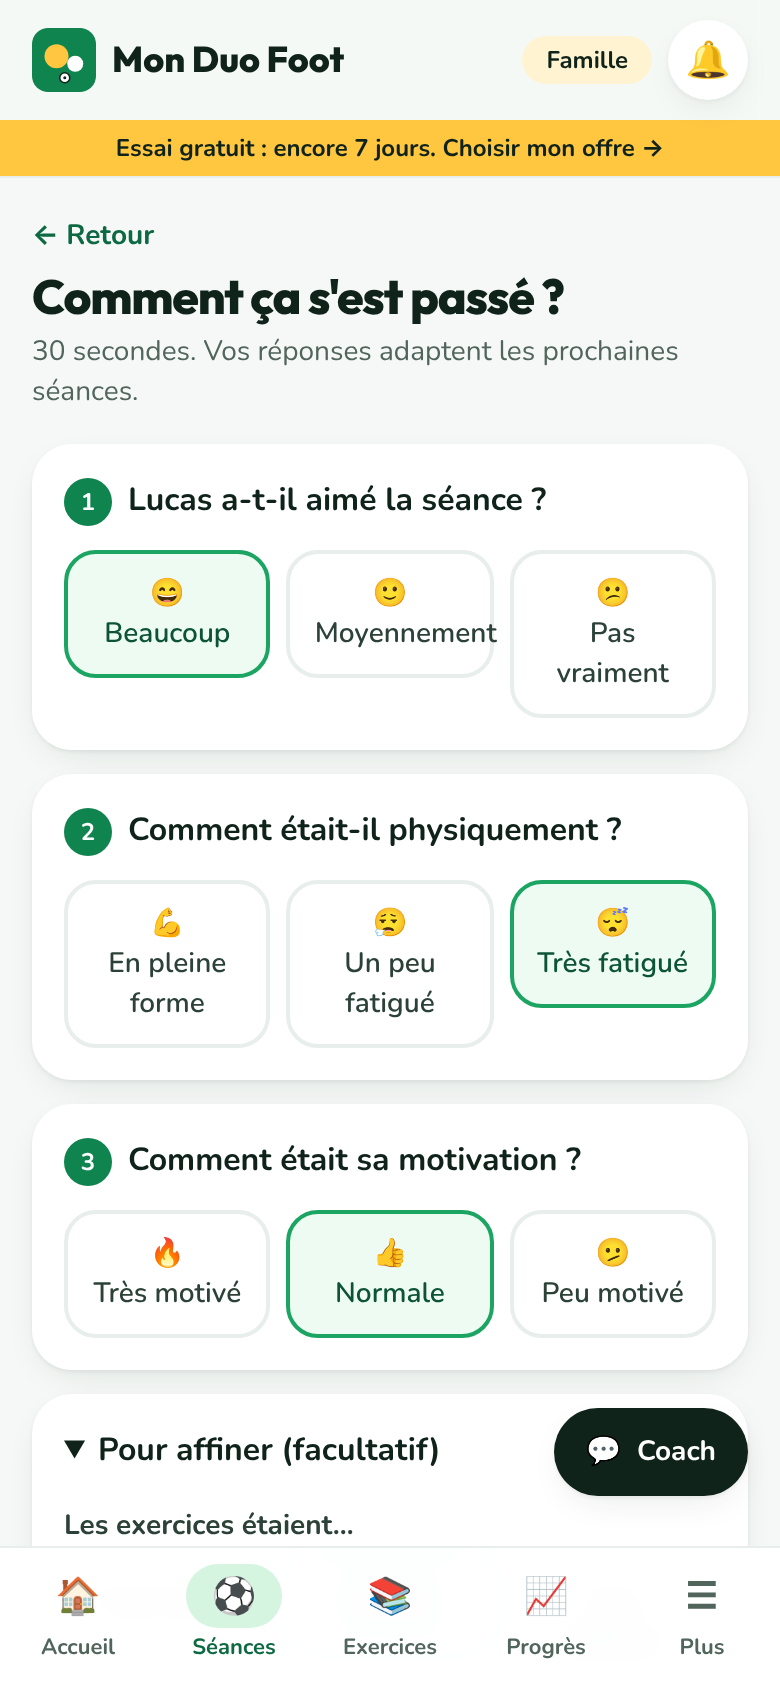 Mon Duo Foot
Famille
Essai gratuit : encore 7 jours. Choisir mon offre →
← Retour
Comment ça s'est passé ?
30 secondes. Vos réponses adaptent les prochaines
séances.
1 Lucas a-t-il aimé la séance ?
Beaucoup
Moyennement
Pas
vraiment
2 Comment était-il physiquement ?
En pleine
forme
Un peu
fatigué
Très fatigué
3 Comment était sa motivation ?
Très motivé
Normale
Peu motivé
▼ Pour affiner (facultatif)
Coach
Les exercices étaient...
Accueil
Séances
Exercices
Progrès
Plus